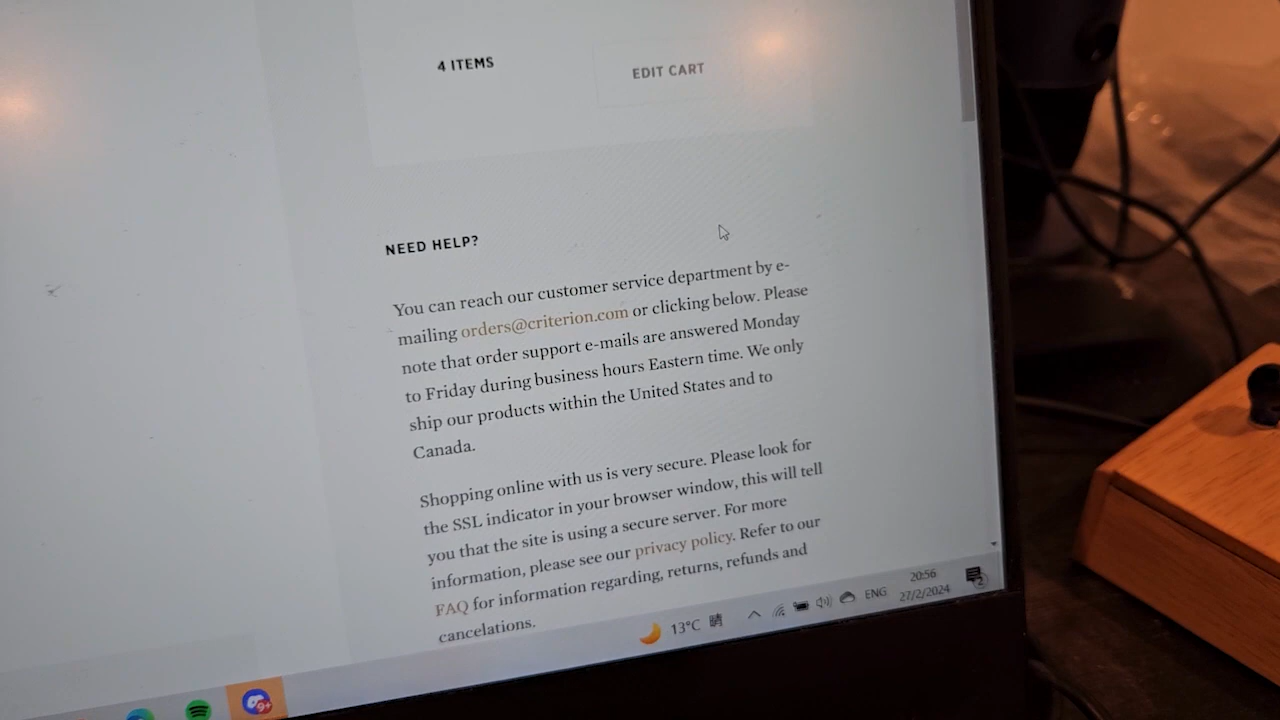 4 ITEMS
EDIT CART
NEED HELP?
You can reach our customer service department by e-
mailing orders@criterion.com or clicking below. Please
note that order support e-mails are answered Monday
to Friday during business hours Eastern time. We only
ship our products within the United States and to
Canada.
Shopping online with us is very secure. Please look for
the SSL indicator in your browser window, this will tell
you that the site is using a secure server. For more
information, please see our privacy policy. Refer to our
FAQ for information regarding, returns, refunds and
cancelations.
13°C 晴
ENG
20:56
27/2/2024
2
9+